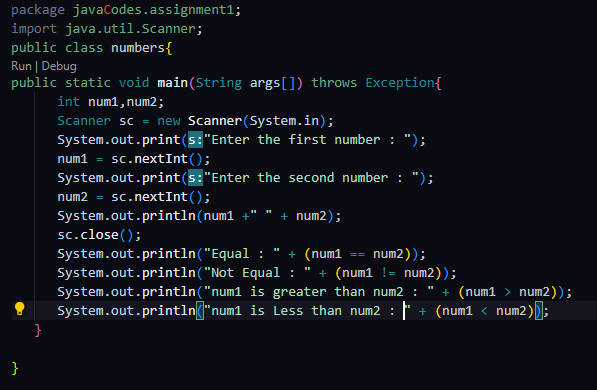 package javaCodes.assignment1;
import java.util.Scanner;
public class numbers{
Run | Debug
public static void main(String args[]) throws Exception{
int num1,num2;
Scanner sc = new Scanner(System.in);
System.out.print(s:"Enter the first number : ");
num1 = sc.nextInt();
System.out.print(s:"Enter the second number : ");
num2 = sc.nextInt();
System.out.println(num1 +" " + num2);
sc.close();
System.out.println("Equal : " + (num1 == num2));
System.out.println("Not Equal : " + (num1 != num2));
System.out.println("num1 is greater than num2 : " + (num1 > num2));
System.out.println("num1 is Less than num2 : " + (num1 < num2));
}
}